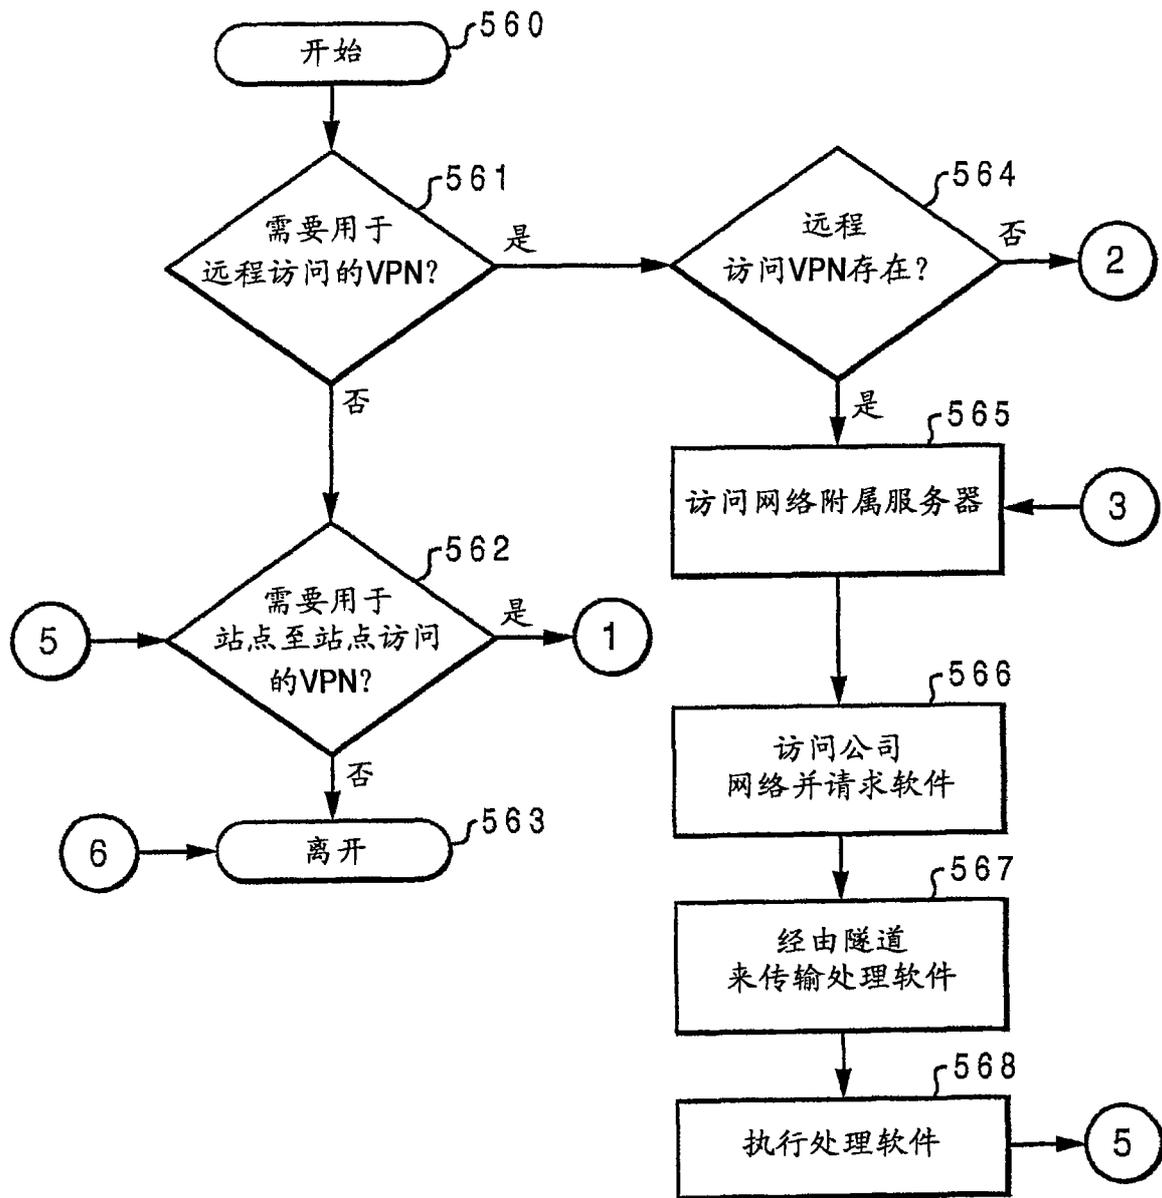 开始
560
需要用于
远程访问的VPN?
561
是
否
远程
访问VPN存在?
564
否
2
是
访问网络附属服务器
565
3
5
需要用于
站点至站点访问
的VPN?
562
是
1
否
6
离开
563
访问公司
网络并请求软件
566
经由隧道
来传输处理软件
567
执行处理软件
568
5